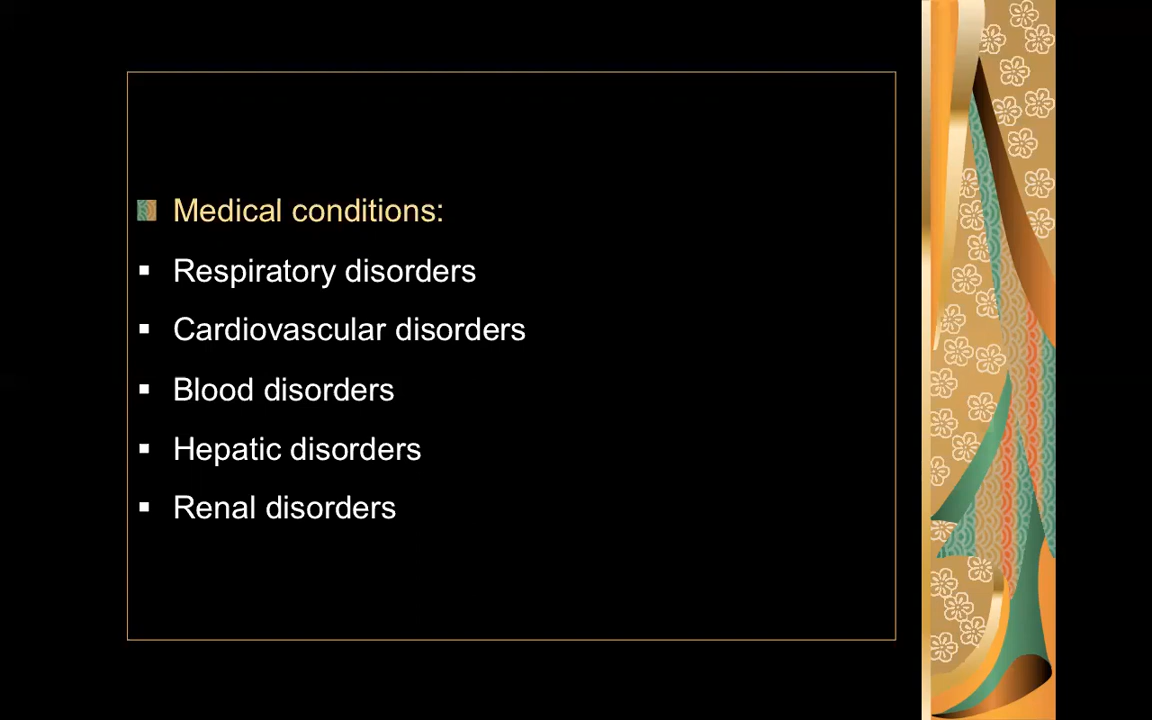 Medical conditions:
Respiratory disorders
Cardiovascular disorders
Blood disorders
Hepatic disorders
Renal disorders